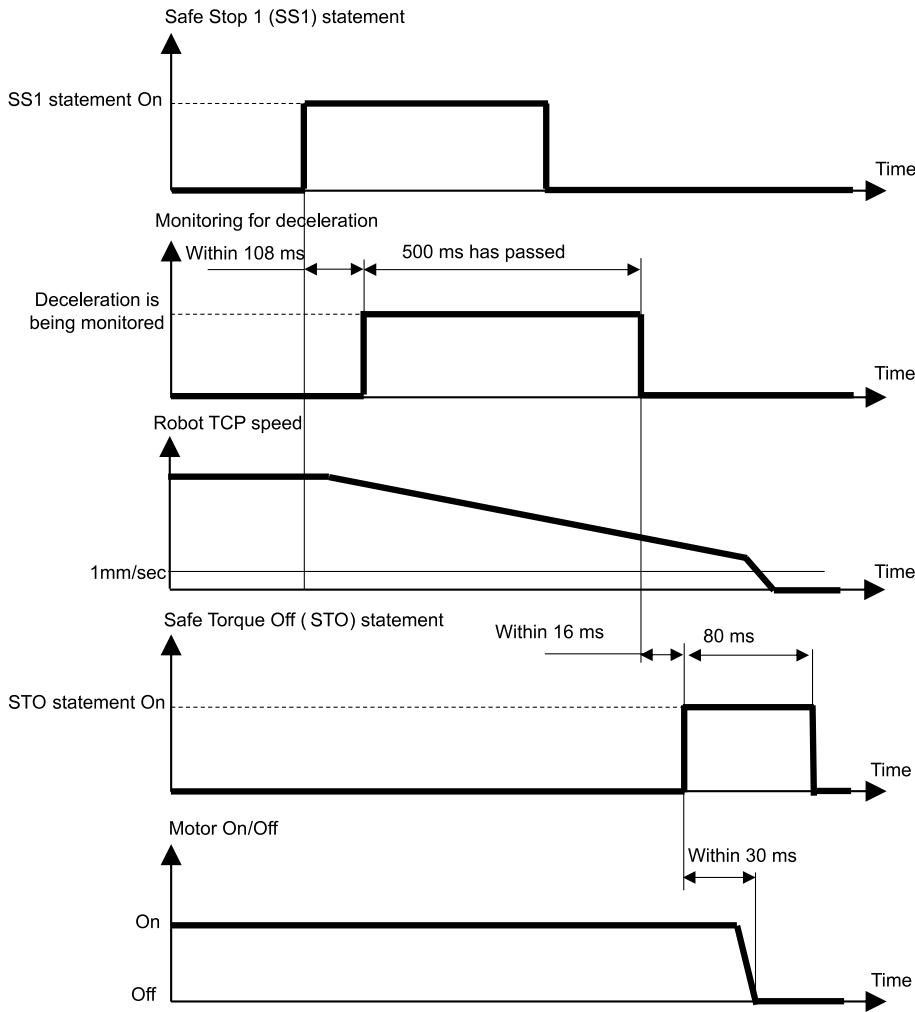 Safe Stop 1 (SS1) statement
SS1 statement On
Time
Monitoring for deceleration
Within 108 ms
500 ms has passed
Deceleration is
being monitored
Time
Robot TCP speed
1mm/sec
Time
Safe Torque Off ( STO) statement
Within 16 ms
80 ms
STO statement On
Time
Motor On/Off
Within 30 ms
On
Off
Time